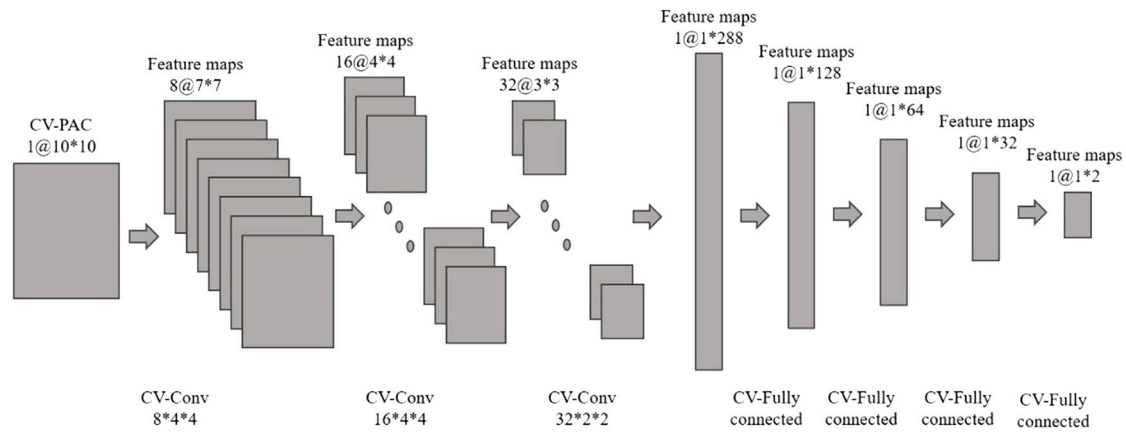 CV-PAC
1@10*10
Feature maps
8@7*7
Feature maps
16@4*4
Feature maps
32@3*3
Feature maps
1@1*288
Feature maps
1@1*128
Feature maps
1@1*64
Feature maps
1@1*32
Feature maps
1@1*2
CV-Conv
8*4*4
CV-Conv
16*4*4
CV-Conv
32*2*2
CV-Fully
connected
CV-Fully
connected
CV-Fully
connected
CV-Fully
connected